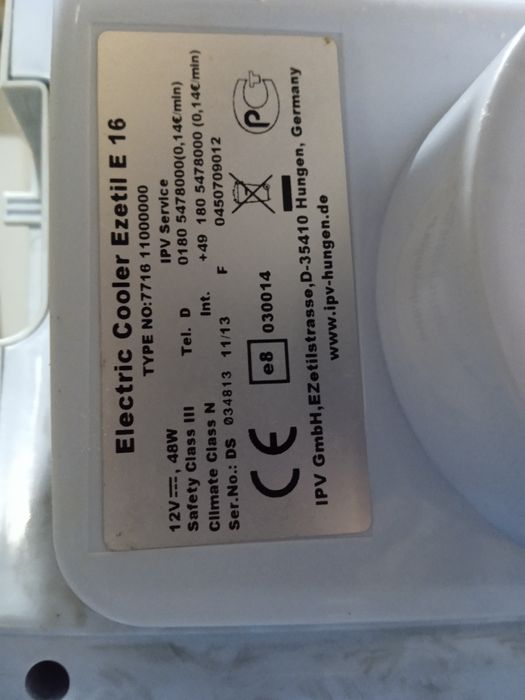 Electric Cooler Ezetil E 16
TYPE NO:7716 11000000
IPV Service
12V, 48W Tel. D 0180 5478000(0,14€/min)
Safety Class III Int. +49 180 5478000 (0,14€/min)
Climate Class N F 0450709012
Ser.No.: DS 034813 11/13
CE e8 030014 PCT
IPV GmbH,EZetilstrasse,D-35410 Hungen, Germany
www.ipv-hungen.de